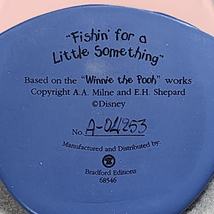 "Fishin' for a
Little Something"
Based on the "Winnie the Pooh" works
Copyright A.A. Milne and E.H. Shepard
©Disney
No. A-04253
Manufactured and Distributed by:
Bradford Editions
68546